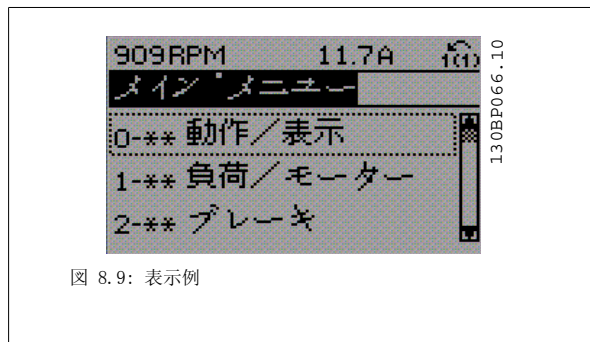 909RPM 11.7A 1(1)
メイン゜メニュー
0-** 動作／表示
1-** 負荷／モーター
2-** ブレーキ
130BP066.10
図 8.9: 表示例